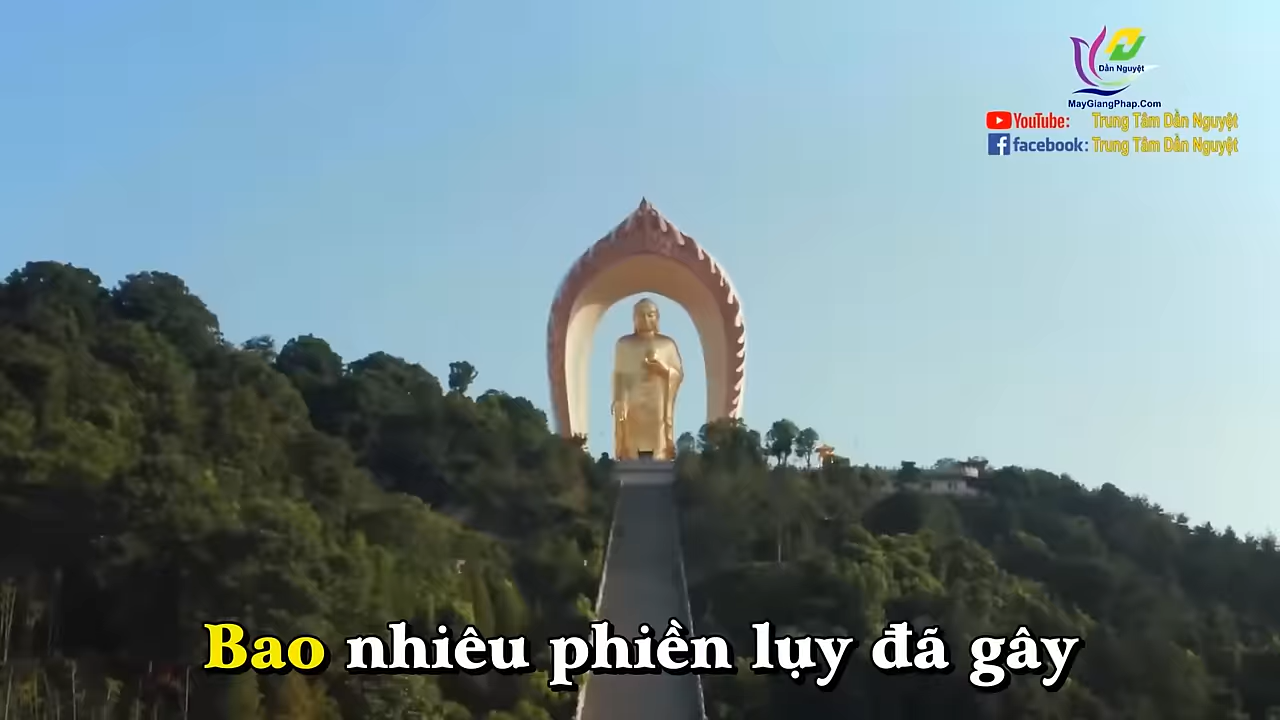 Dần Nguyệt
MayGiangPhap.Com
YouTube: Trung Tâm Dần Nguyệt
facebook: Trung Tâm Dần Nguyệt
Bao nhiêu phiền lụy đã gây